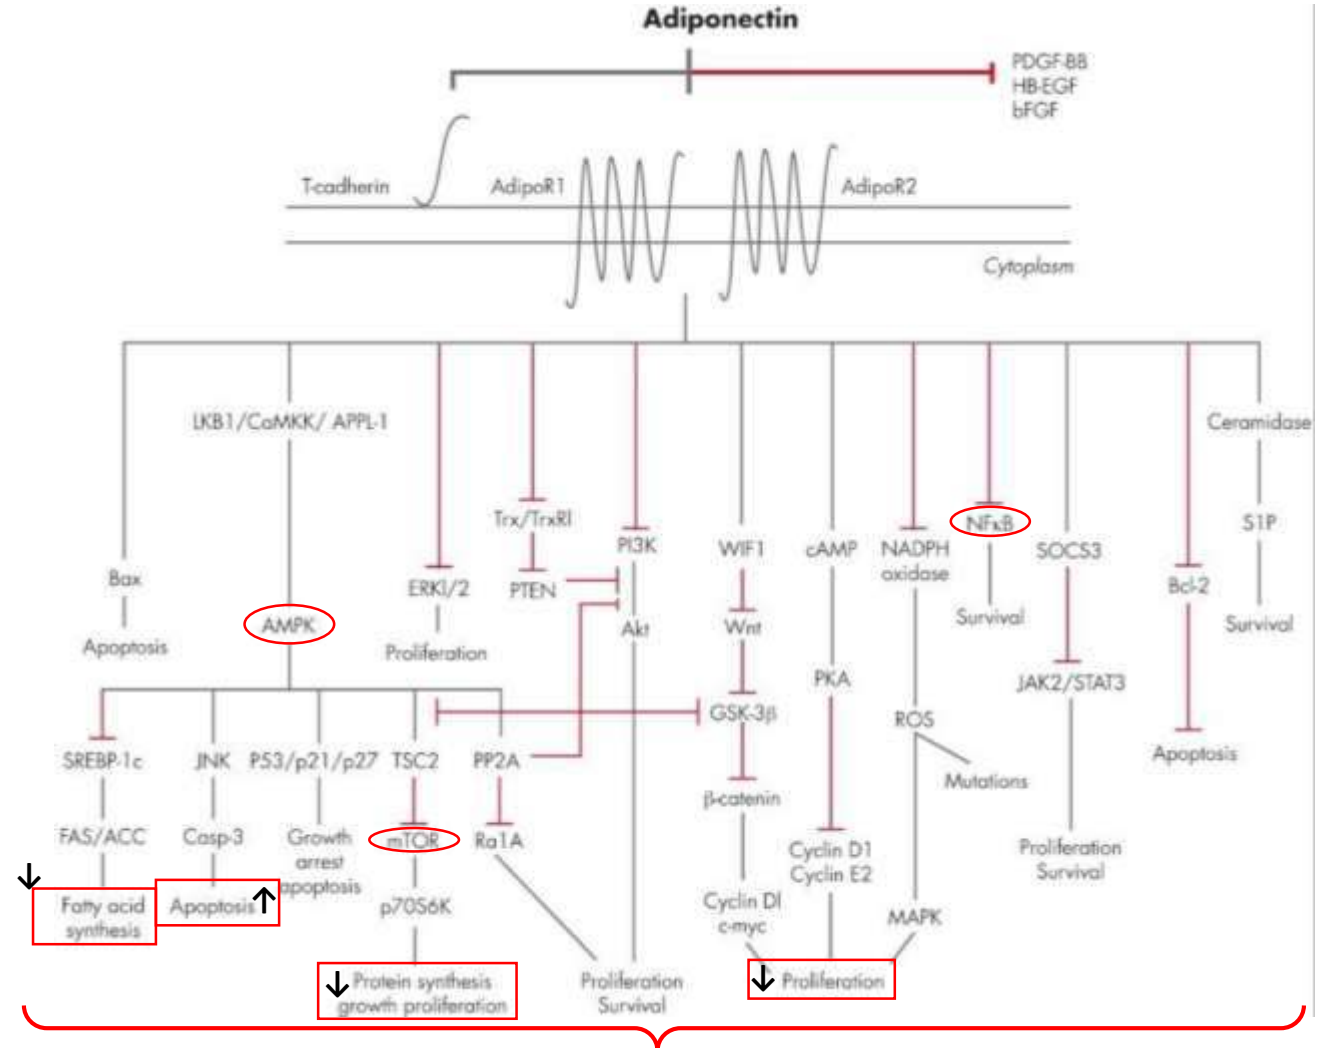 Adiponectin
PDGF-BB
HB-EGF
bFGF
T-cadherin
AdipoR1
AdipoR2
Cytoplasm
LKB1/CaMKK/ APPL-1
Ceramidase
Trx/TrxRl
NFκB
S1P
PI3K
WIF1
cAMP
NADPH
oxidase
SOCS3
Bax
ERKl/2
PTEN
Bcl-2
Survival
AMPK
Akt
Wnt
Survival
Apoptosis
Proliferation
PKA
JAK2/STAT3
GSK-3β
ROS
SREBP-1c
JNK
P53/p21/p27
TSC2
PP2A
Apoptosis
Mutations
β-catenin
FAS/ACC
Casp-3
Growth
arrest
apoptosis
mTOR
Ra1A
Cyclin D1
Cyclin E2
Proliferation
Survival
Fatty acid
synthesis
Apoptosis
p70S6K
Cyclin Dl
c-myc
MAPK
Protein synthesis
growth proliferation
Proliferation
Survival
Proliferation